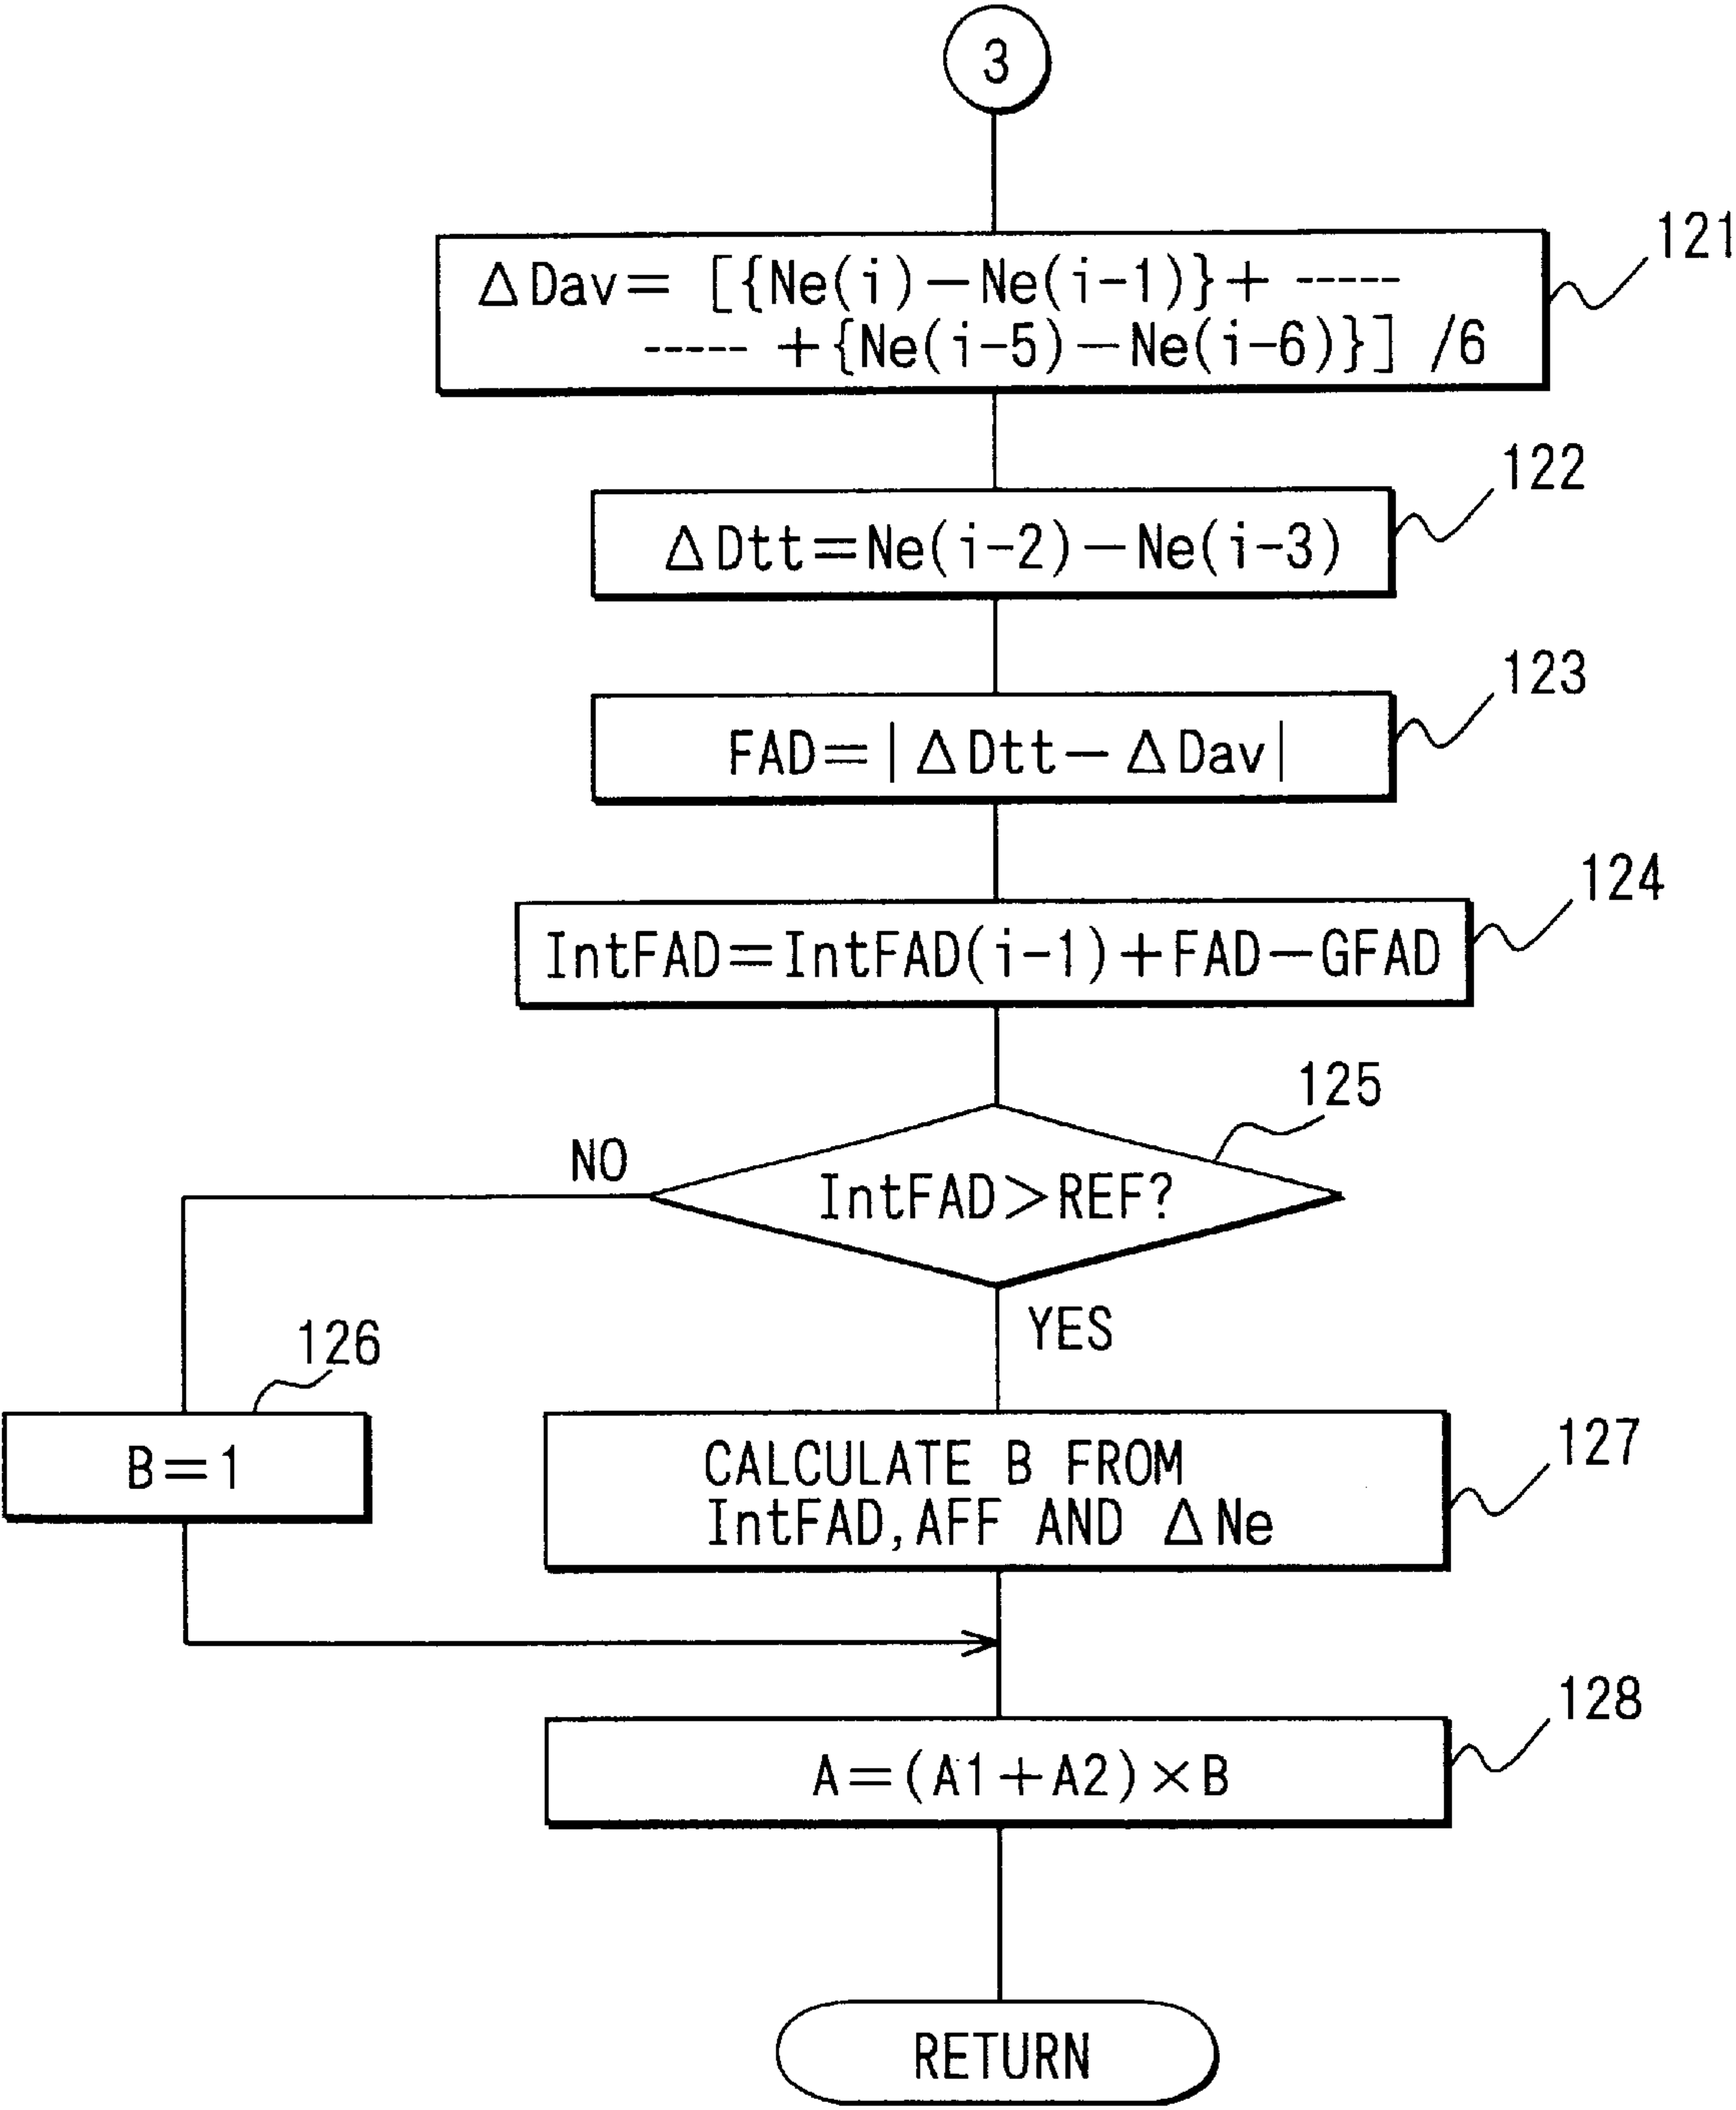 3
121
ΔDav= [{Ne(i)−Ne(i-1)}+ -----
----- +{Ne(i-5)−Ne(i-6)}] /6
122
ΔDtt=Ne(i-2)−Ne(i-3)
123
FAD=|ΔDtt−ΔDav|
124
IntFAD=IntFAD(i-1)+FAD−GFAD
125
NO
IntFAD>REF?
YES
126
B=1
127
CALCULATE B FROM
IntFAD,AFF AND ΔNe
128
A=(A1+A2)×B
RETURN